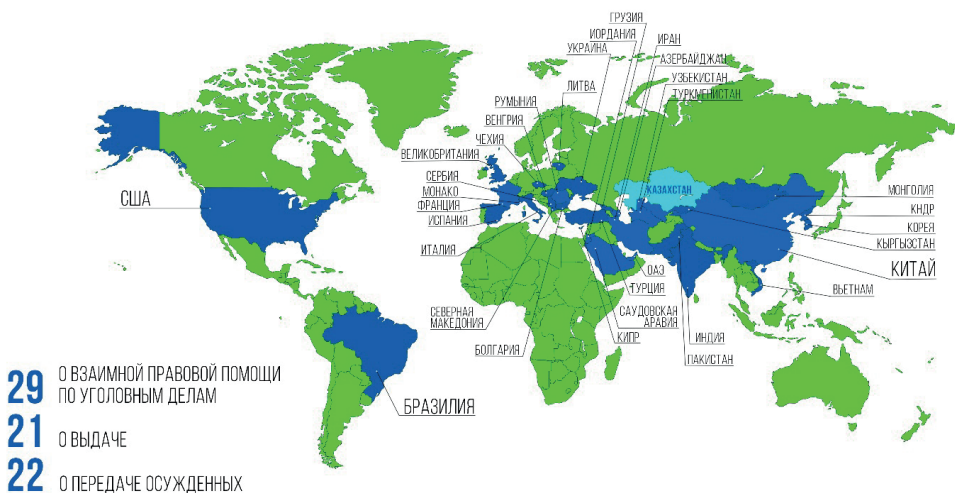 ГРУЗИЯ
ИОРДАНИЯ
ИРАН
УКРАИНА
АЗЕРБАЙДЖАН
УЗБЕКИСТАН
ЛИТВА
ТУРКМЕНИСТАН
РУМЫНИЯ
ВЕНГРИЯ
ЧЕХИЯ
ВЕЛИКОБРИТАНИЯ
СЕРБИЯ
КАЗАХСТАН
МОНАКО
МОНГОЛИЯ
США
ФРАНЦИЯ
КНДР
ИСПАНИЯ
КОРЕЯ
КЫРГЫЗСТАН
ИТАЛИЯ
КИТАЙ
ОАЭ
ТУРЦИЯ
ВЬЕТНАМ
СЕВЕРНАЯ
МАКЕДОНИЯ
САУДОВСКАЯ
АРАВИЯ
КИПР
ИНДИЯ
БОЛГАРИЯ
ПАКИСТАН
БРАЗИЛИЯ
29 О ВЗАИМНОЙ ПРАВОВОЙ ПОМОЩИ
ПО УГОЛОВНЫМ ДЕЛАМ
21 О ВЫДАЧЕ
22 О ПЕРЕДАЧЕ ОСУЖДЕННЫХ